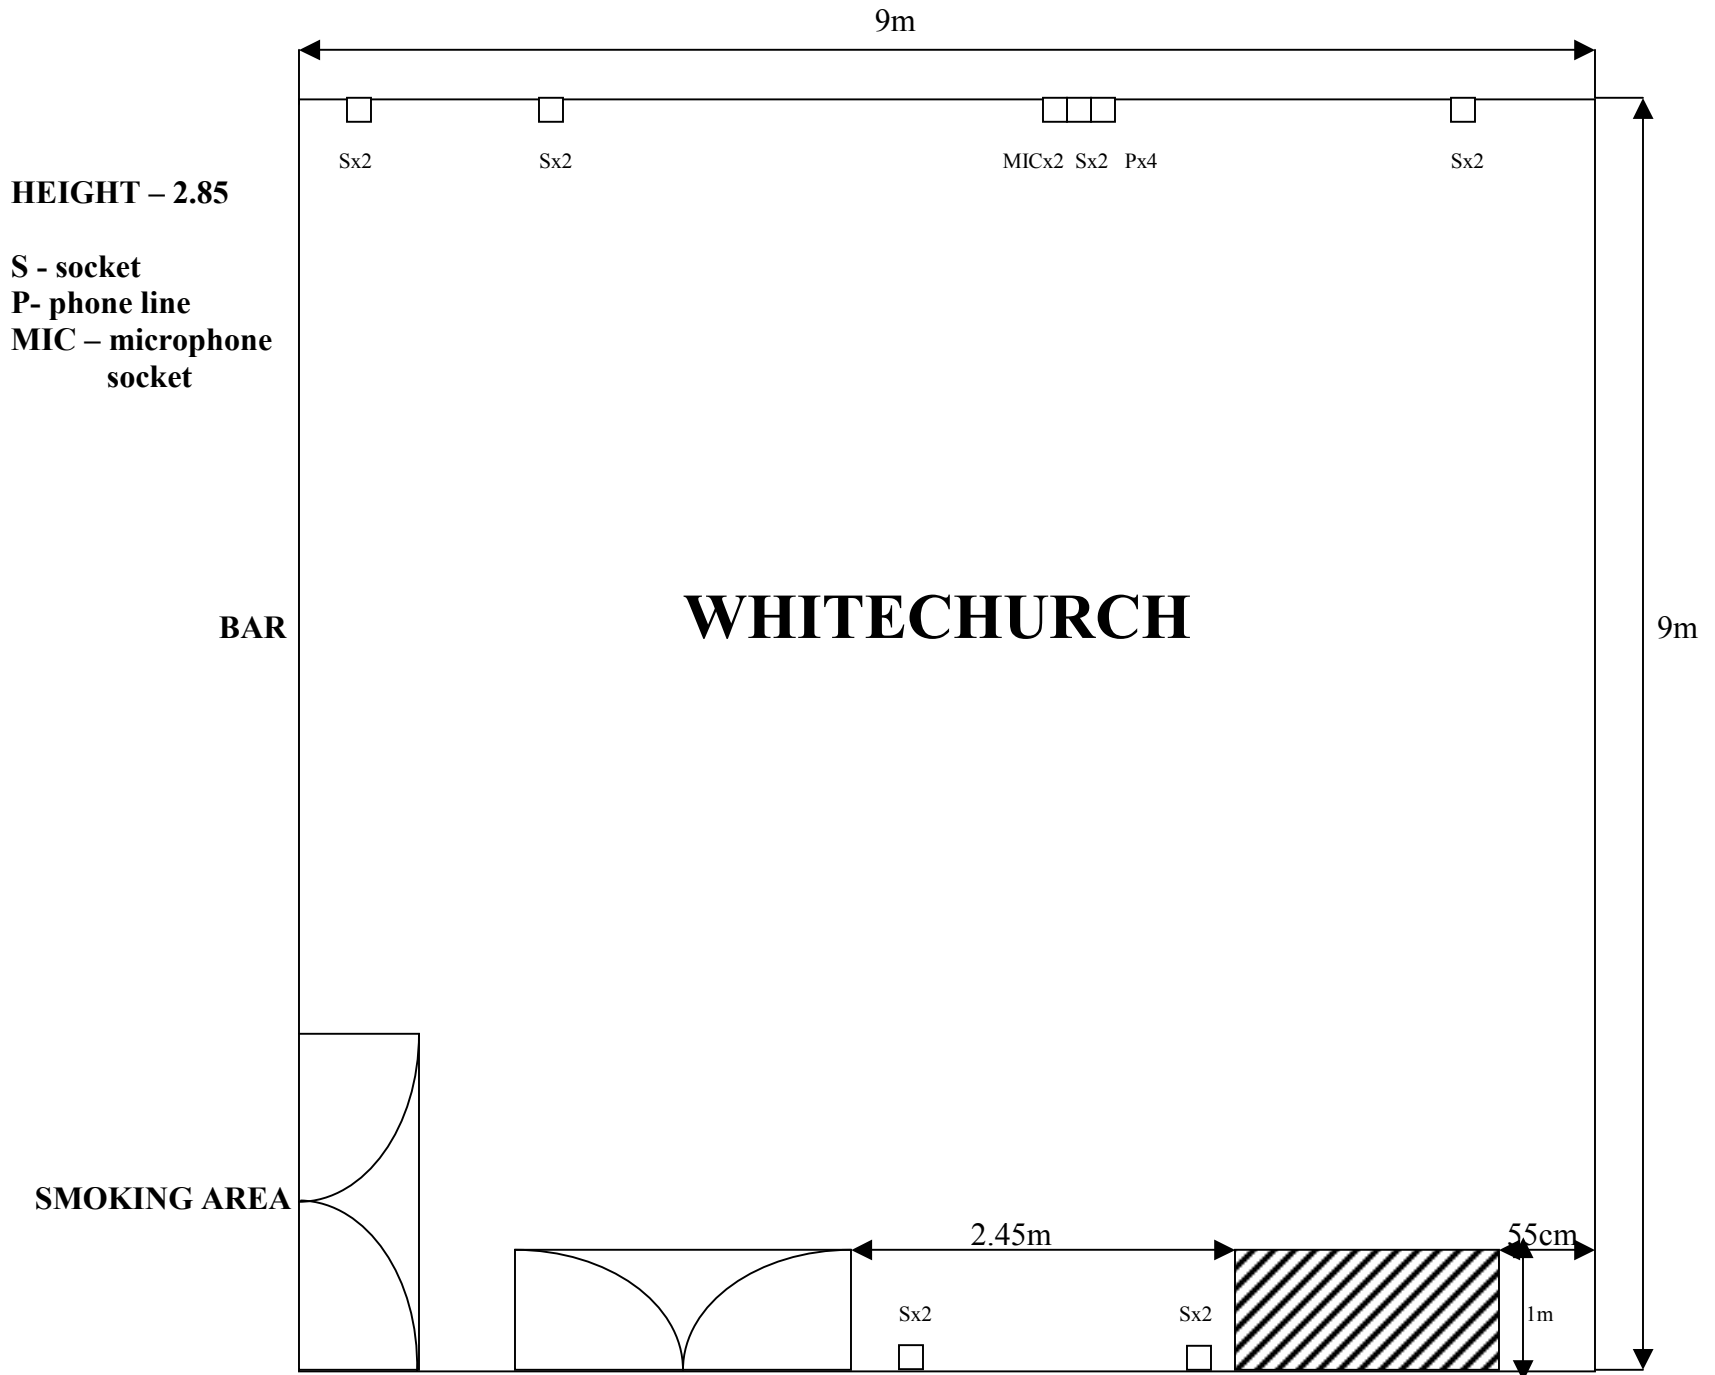 9m
Sx2
Sx2
MICx2 Sx2 Px4
Sx2
HEIGHT – 2.85
S - socket
P- phone line
MIC – microphone
socket
BAR
WHITECHURCH
9m
SMOKING AREA
2.45m
55cm
Sx2
Sx2
1m